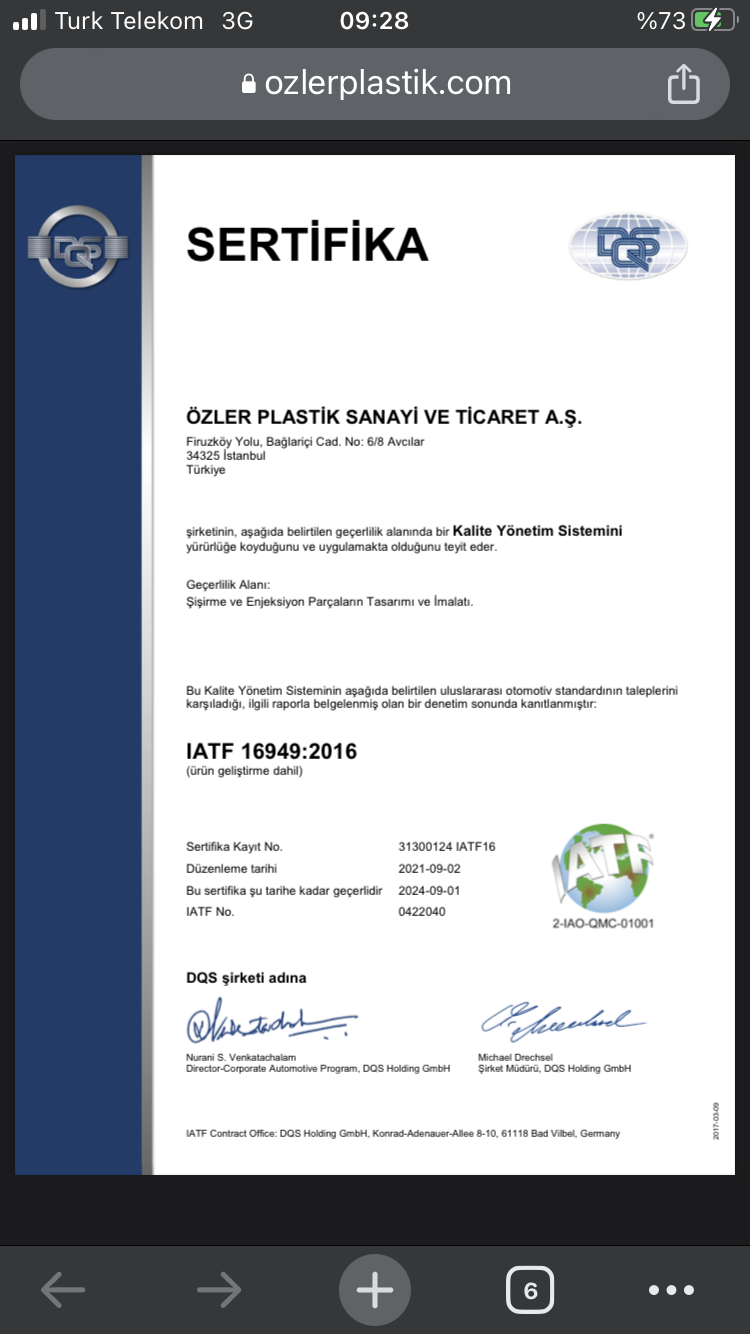 Turk Telekom 3G 09:28 %73
ozlerplastik.com
DQS
SERTİFİKA
DQS
ÖZLER PLASTİK SANAYİ VE TİCARET A.Ş.
Firuzköy Yolu, Bağlariçi Cad. No: 6/8 Avcılar
34325 İstanbul
Türkiye
şirketinin, aşağıda belirtilen geçerlilik alanında bir Kalite Yönetim Sistemini
yürürlüğe koyduğunu ve uygulamakta olduğunu teyit eder.
Geçerlilik Alanı:
Şişirme ve Enjeksiyon Parçaların Tasarımı ve İmalatı.
Bu Kalite Yönetim Sisteminin aşağıda belirtilen uluslararası otomotiv standardının taleplerini
karşıladığı, ilgili raporla belgelenmiş olan bir denetim sonunda kanıtlanmıştır:
IATF 16949:2016
(ürün geliştirme dahil)
Sertifika Kayıt No. 31300124 IATF16
Düzenleme tarihi 2021-09-02
Bu sertifika şu tarihe kadar geçerlidir 2024-09-01
IATF No. 0422040
IATF
2-IAO-QMC-01001
DQS şirketi adına
Nurani S. Venkatachalam
Director-Corporate Automotive Program, DQS Holding GmbH
Michael Drechsel
Şirket Müdürü, DQS Holding GmbH
IATF Contract Office: DQS Holding GmbH, Konrad-Adenauer-Allee 8-10, 61118 Bad Vilbel, Germany
2017-03-09
6